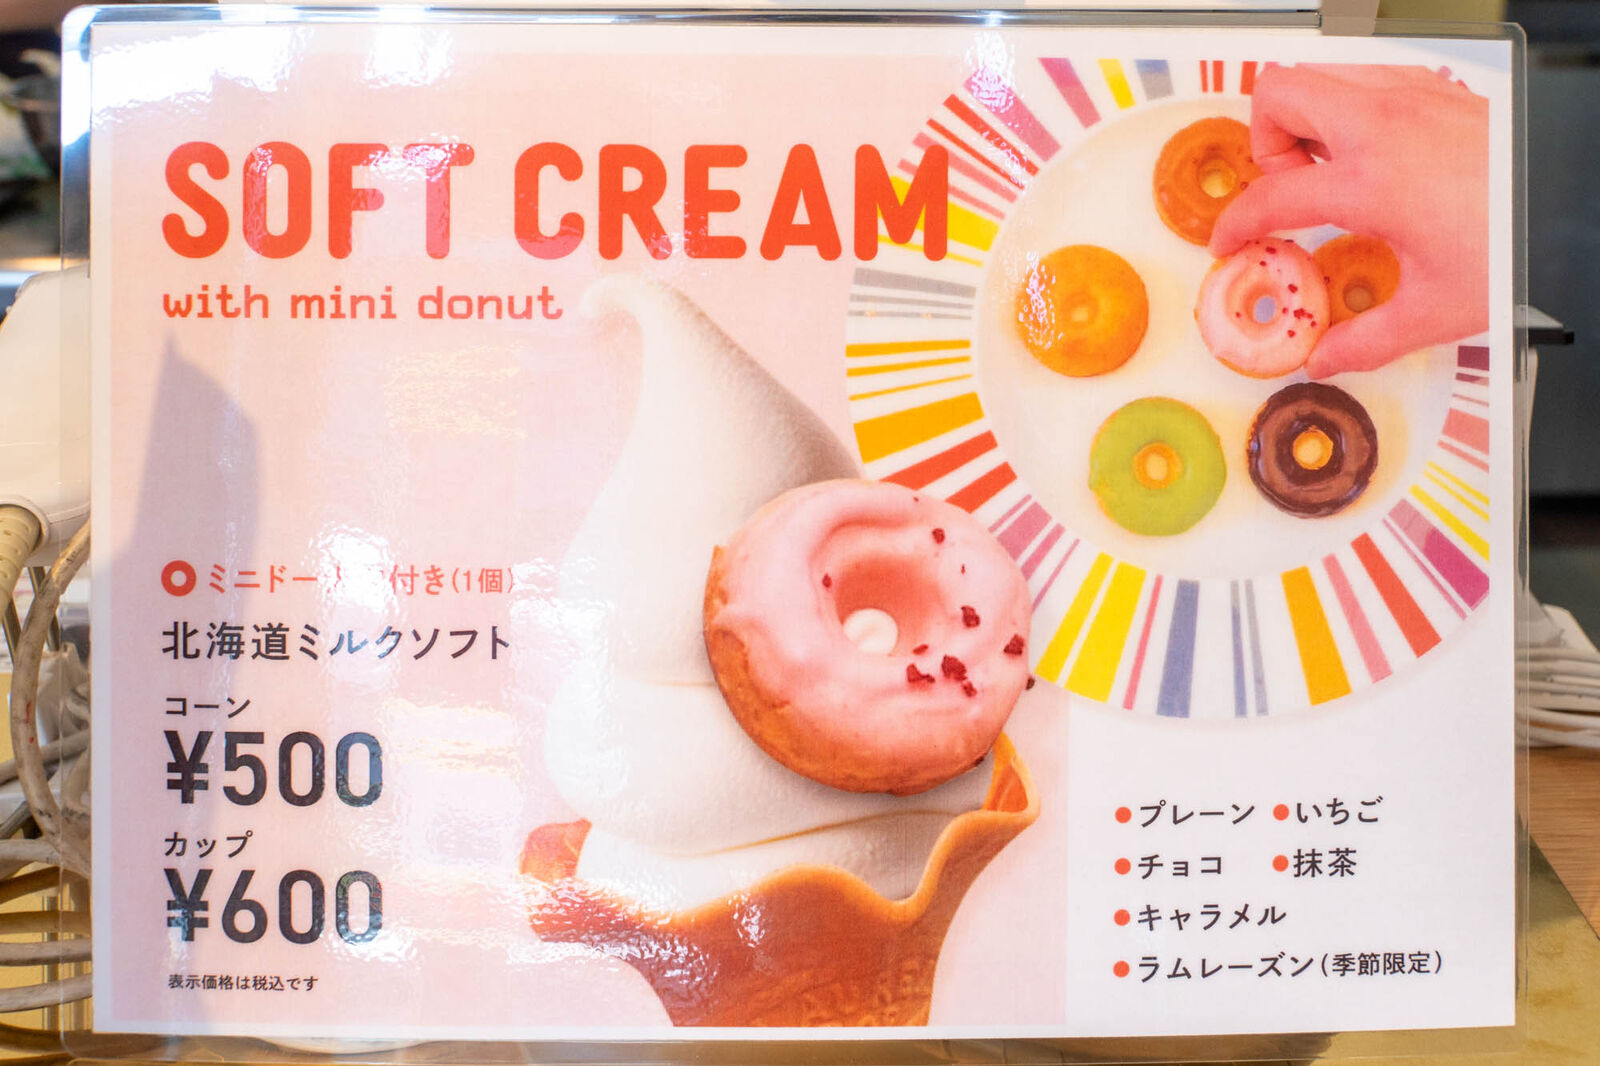 SOFT CREAM
with mini donut
ミニドー 付き(1個)
北海道ミルクソフト
コーン
¥500
カップ
¥600
表示価格は税込です
●プレーン ●いちご
●チョコ ●抹茶
●キャラメル
●ラムレーズン(季節限定)